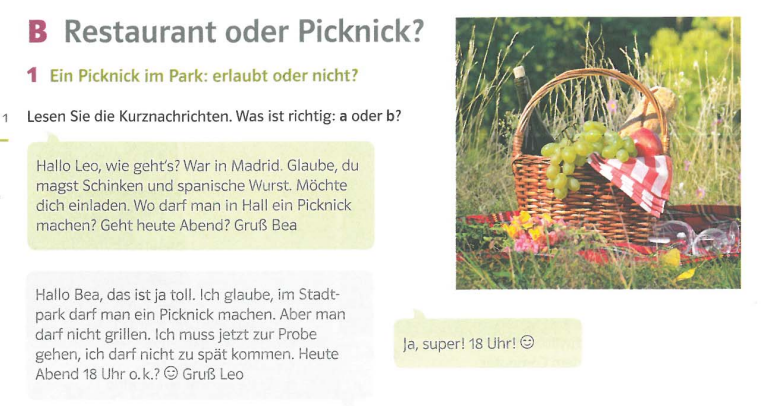 B Restaurant oder Picknick?
1 Ein Picknick im Park: erlaubt oder nicht?
1 Lesen Sie die Kurznachrichten. Was ist richtig: a oder b?
Hallo Leo, wie geht's? War in Madrid. Glaube, du
magst Schinken und spanische Wurst. Möchte
dich einladen. Wo darf man in Hall ein Picknick
machen? Geht heute Abend? Gruß Bea
Hallo Bea, das ist ja toll. Ich glaube, im Stadt-
park darf man ein Picknick machen. Aber man
darf nicht grillen. Ich muss jetzt zur Probe
gehen, ich darf nicht zu spät kommen. Heute
Abend 18 Uhr o.k.? ☺ Gruß Leo
Ja, super! 18 Uhr! ☺